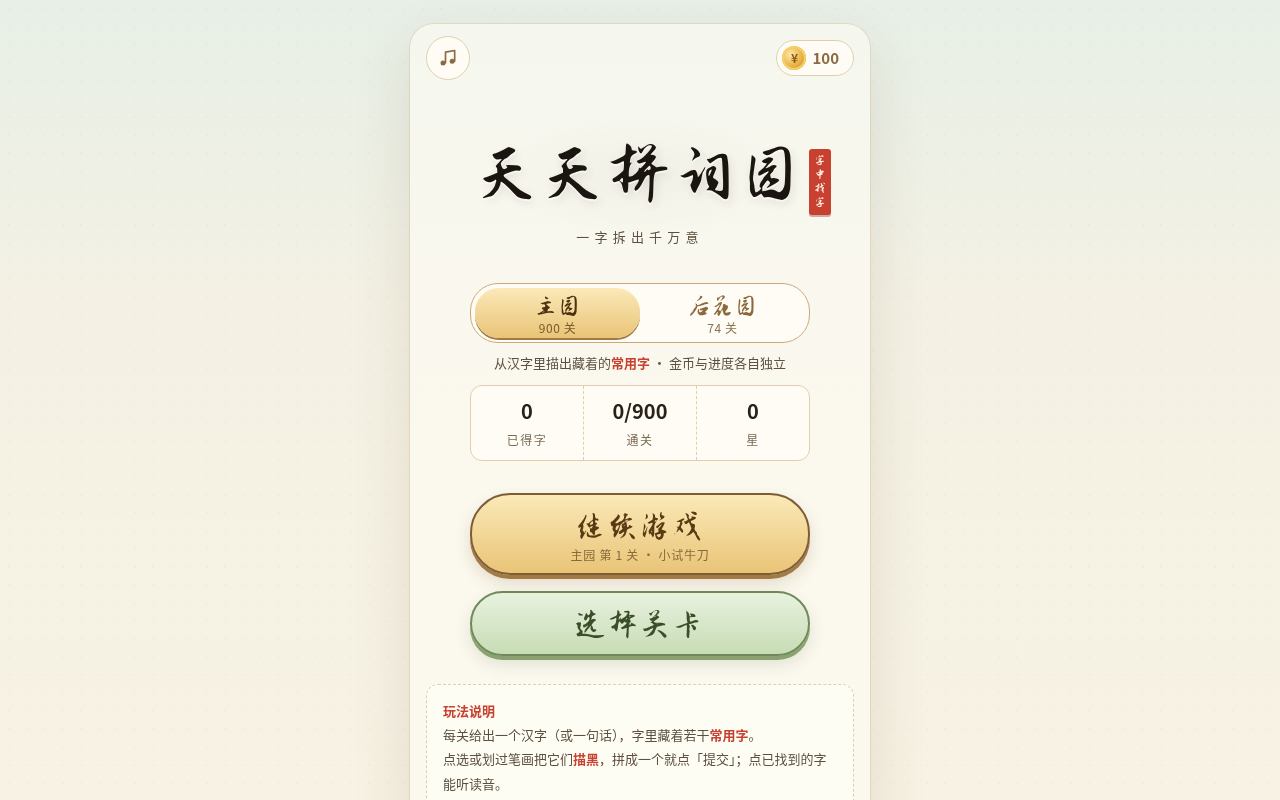 ¥ 100
天天拼词园
字中找字
一字拆出千万意
主园
900 关
后花园
74 关
从汉字里描出藏着的常用字 · 金币与进度各自独立
0
已得字
0/900
通关
0
星
继续游戏
主园 第 1 关 · 小试牛刀
选择关卡
玩法说明
每关给出一个汉字（或一句话），字里藏着若干常用字。
点选或划过笔画把它们描黑，拼成一个就点「提交」；点已找到的字
能听读音。